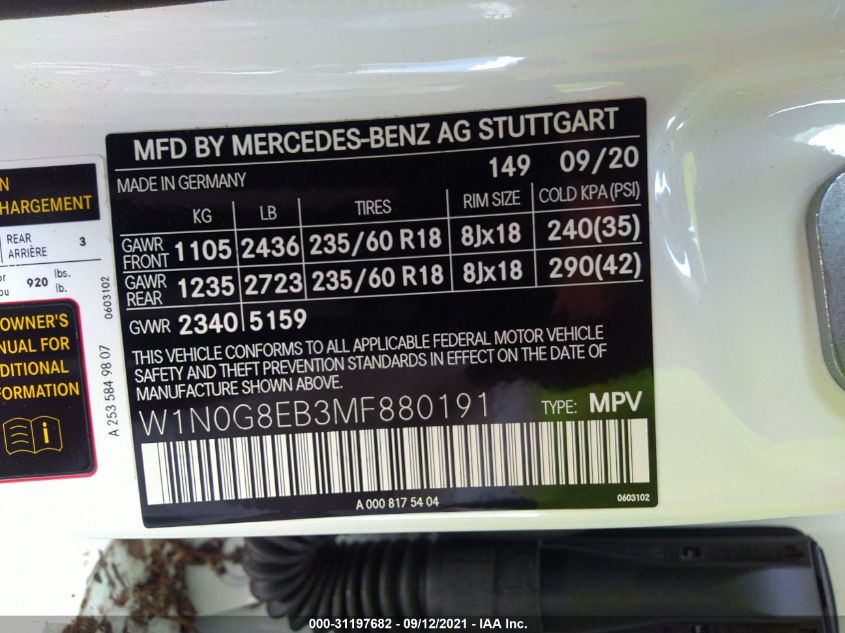 MFD BY MERCEDES-BENZ AG STUTTGART
149 09/20
MADE IN GERMANY
KG LB TIRES RIM SIZE COLD KPA (PSI)
GAWR FRONT 1105 2436 235/60 R18 8Jx18 240(35)
GAWR REAR 1235 2723 235/60 R18 8Jx18 290(42)
GVWR 2340 5159
THIS VEHICLE CONFORMS TO ALL APPLICABLE FEDERAL MOTOR VEHICLE
SAFETY AND THEFT PREVENTION STANDARDS IN EFFECT ON THE DATE OF
MANUFACTURE SHOWN ABOVE.
W1N0G8EB3MF880191 TYPE: MPV
A 000 817 54 04
0603102
REAR
ARRIÈRE 3
920 lbs.
lb.
OWNER'S
FOR
0603102
A 253 584 98 07
000-31197682 - 09/12/2021 - IAA Inc.